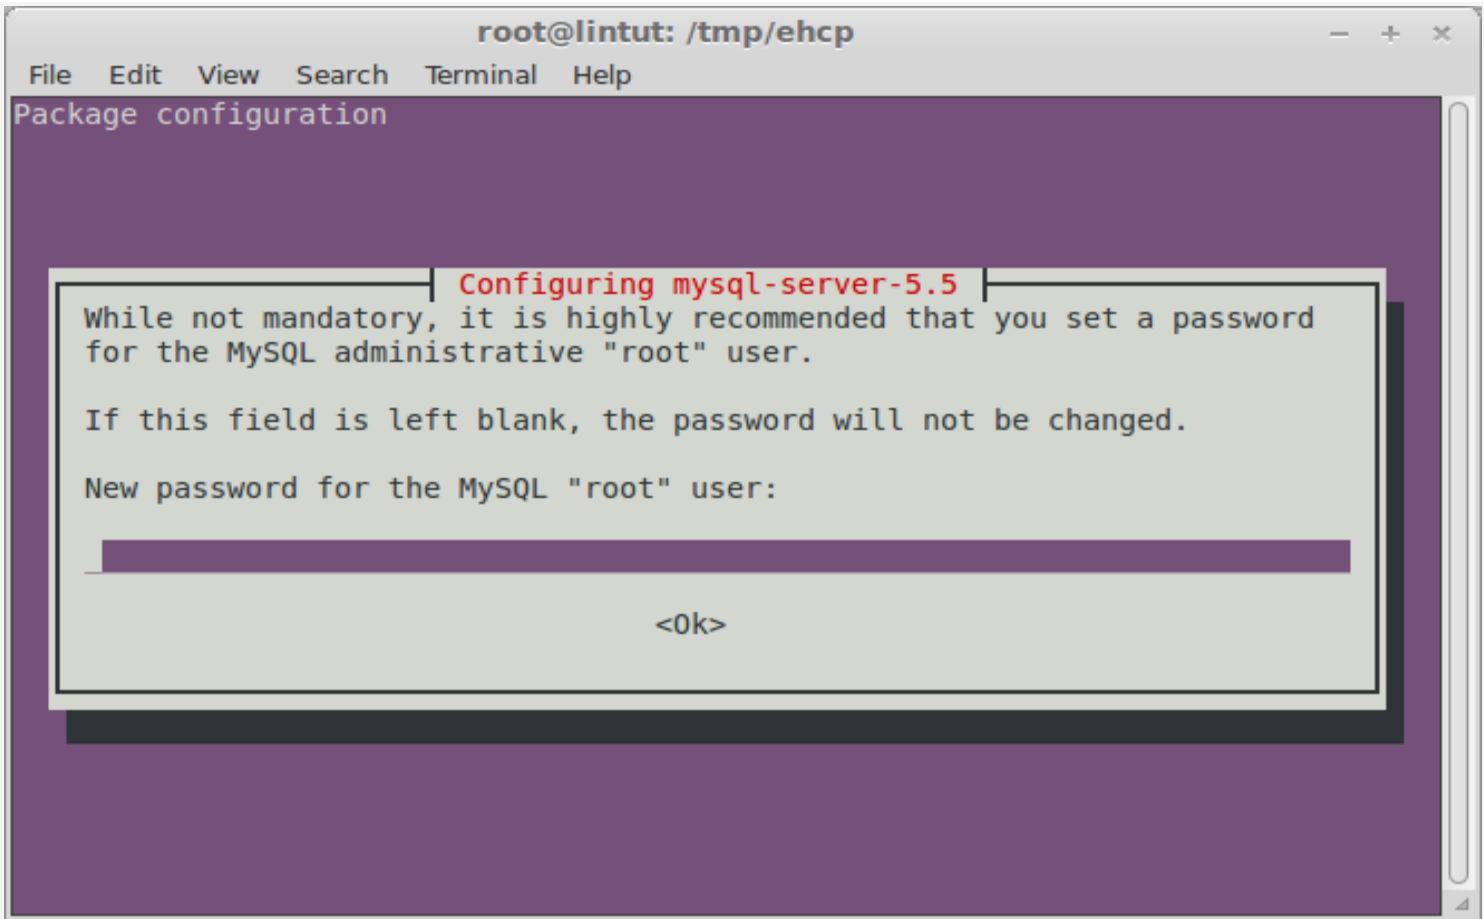 root@lintut: /tmp/ehcp
File Edit View Search Terminal Help
Package configuration
Configuring mysql-server-5.5
While not mandatory, it is highly recommended that you set a password
for the MySQL administrative "root" user.
If this field is left blank, the password will not be changed.
New password for the MySQL "root" user:
<Ok>